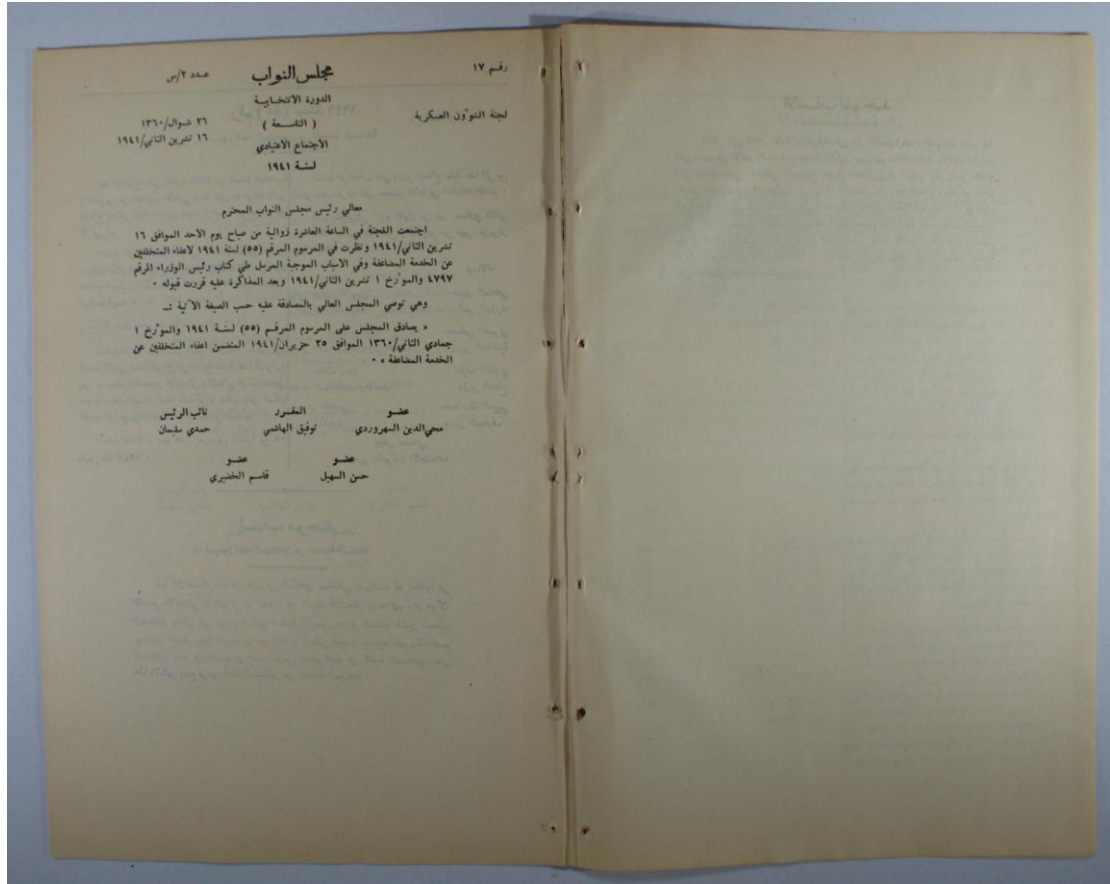 رقم ١٧
مجلس النواب
عدد ٢/س
الدورة الانتخابية
لجنة الشؤون العسكرية
( التاسعة )
٢٦ شوال/١٣٦٠
١٦ تشرين الثاني/١٩٤١
الاجتماع الاعتيادي
لسنة ١٩٤١
معالي رئيس مجلس النواب المحترم
اجتمعت اللجنة في الساعة العاشرة زوالية من صباح يوم الاحد الموافق ١٦
تشرين الثاني/١٩٤١ ونظرت في المرسوم المرقم (٥٥) لسنة ١٩٤١ لاعفاء المتخلفين
عن الخدمة المضاعفة وفي الاسباب الموجبة المرسل طي كتاب رئيس الوزراء المرقم
٤٧٩٧ والمؤرخ ١ تشرين الثاني/١٩٤١ وبعد المذاكرة عليه قررت قبوله ٠
وهي توصي المجلس العالي بالمصادقة عليه حسب الصيغة الآتية :ـ
« يصادق المجلس على المرسوم المرقم (٥٥) لسنة ١٩٤١ والمؤرخ ١
جمادي الثاني/١٣٦٠ الموافق ٢٥ حزيران/١٩٤١ المتضمن اعفاء المتخلفين عن
الخدمة المضاعفة » ٠
عضو المقرر نائب الرئيس
محي الدين السهروردي توفيق الهاشمي حمدي سليمان
عضو عضو
حسن السهيل قاسم الخضيري